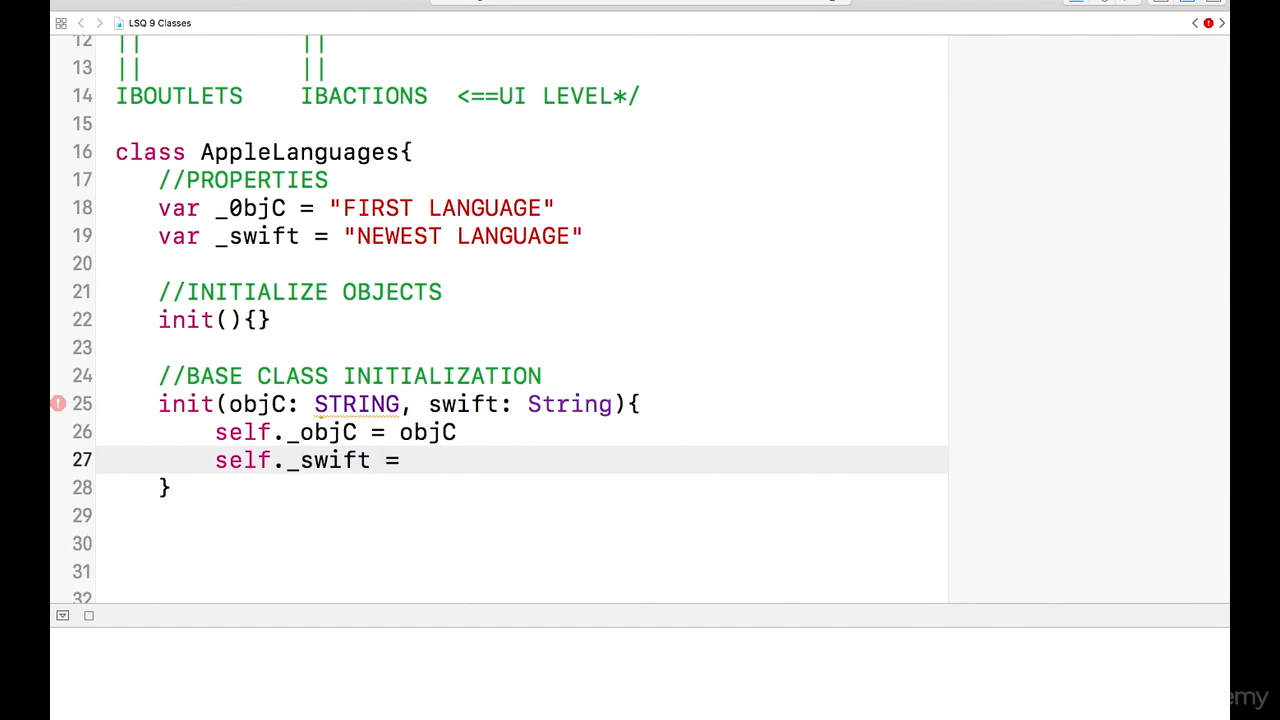 LSQ 9 Classes
12 || ||
13 || ||
14 IBOUTLETS IBACTIONS <==UI LEVEL*/
15
16 class AppleLanguages{
17 //PROPERTIES
18 var _0bjC = "FIRST LANGUAGE"
19 var _swift = "NEWEST LANGUAGE"
20
21 //INITIALIZE OBJECTS
22 init(){}
23
24 //BASE CLASS INITIALIZATION
25 init(objC: STRING, swift: String){
26 self._objC = objC
27 self._swift =
28 }
29
30
31
32
emy